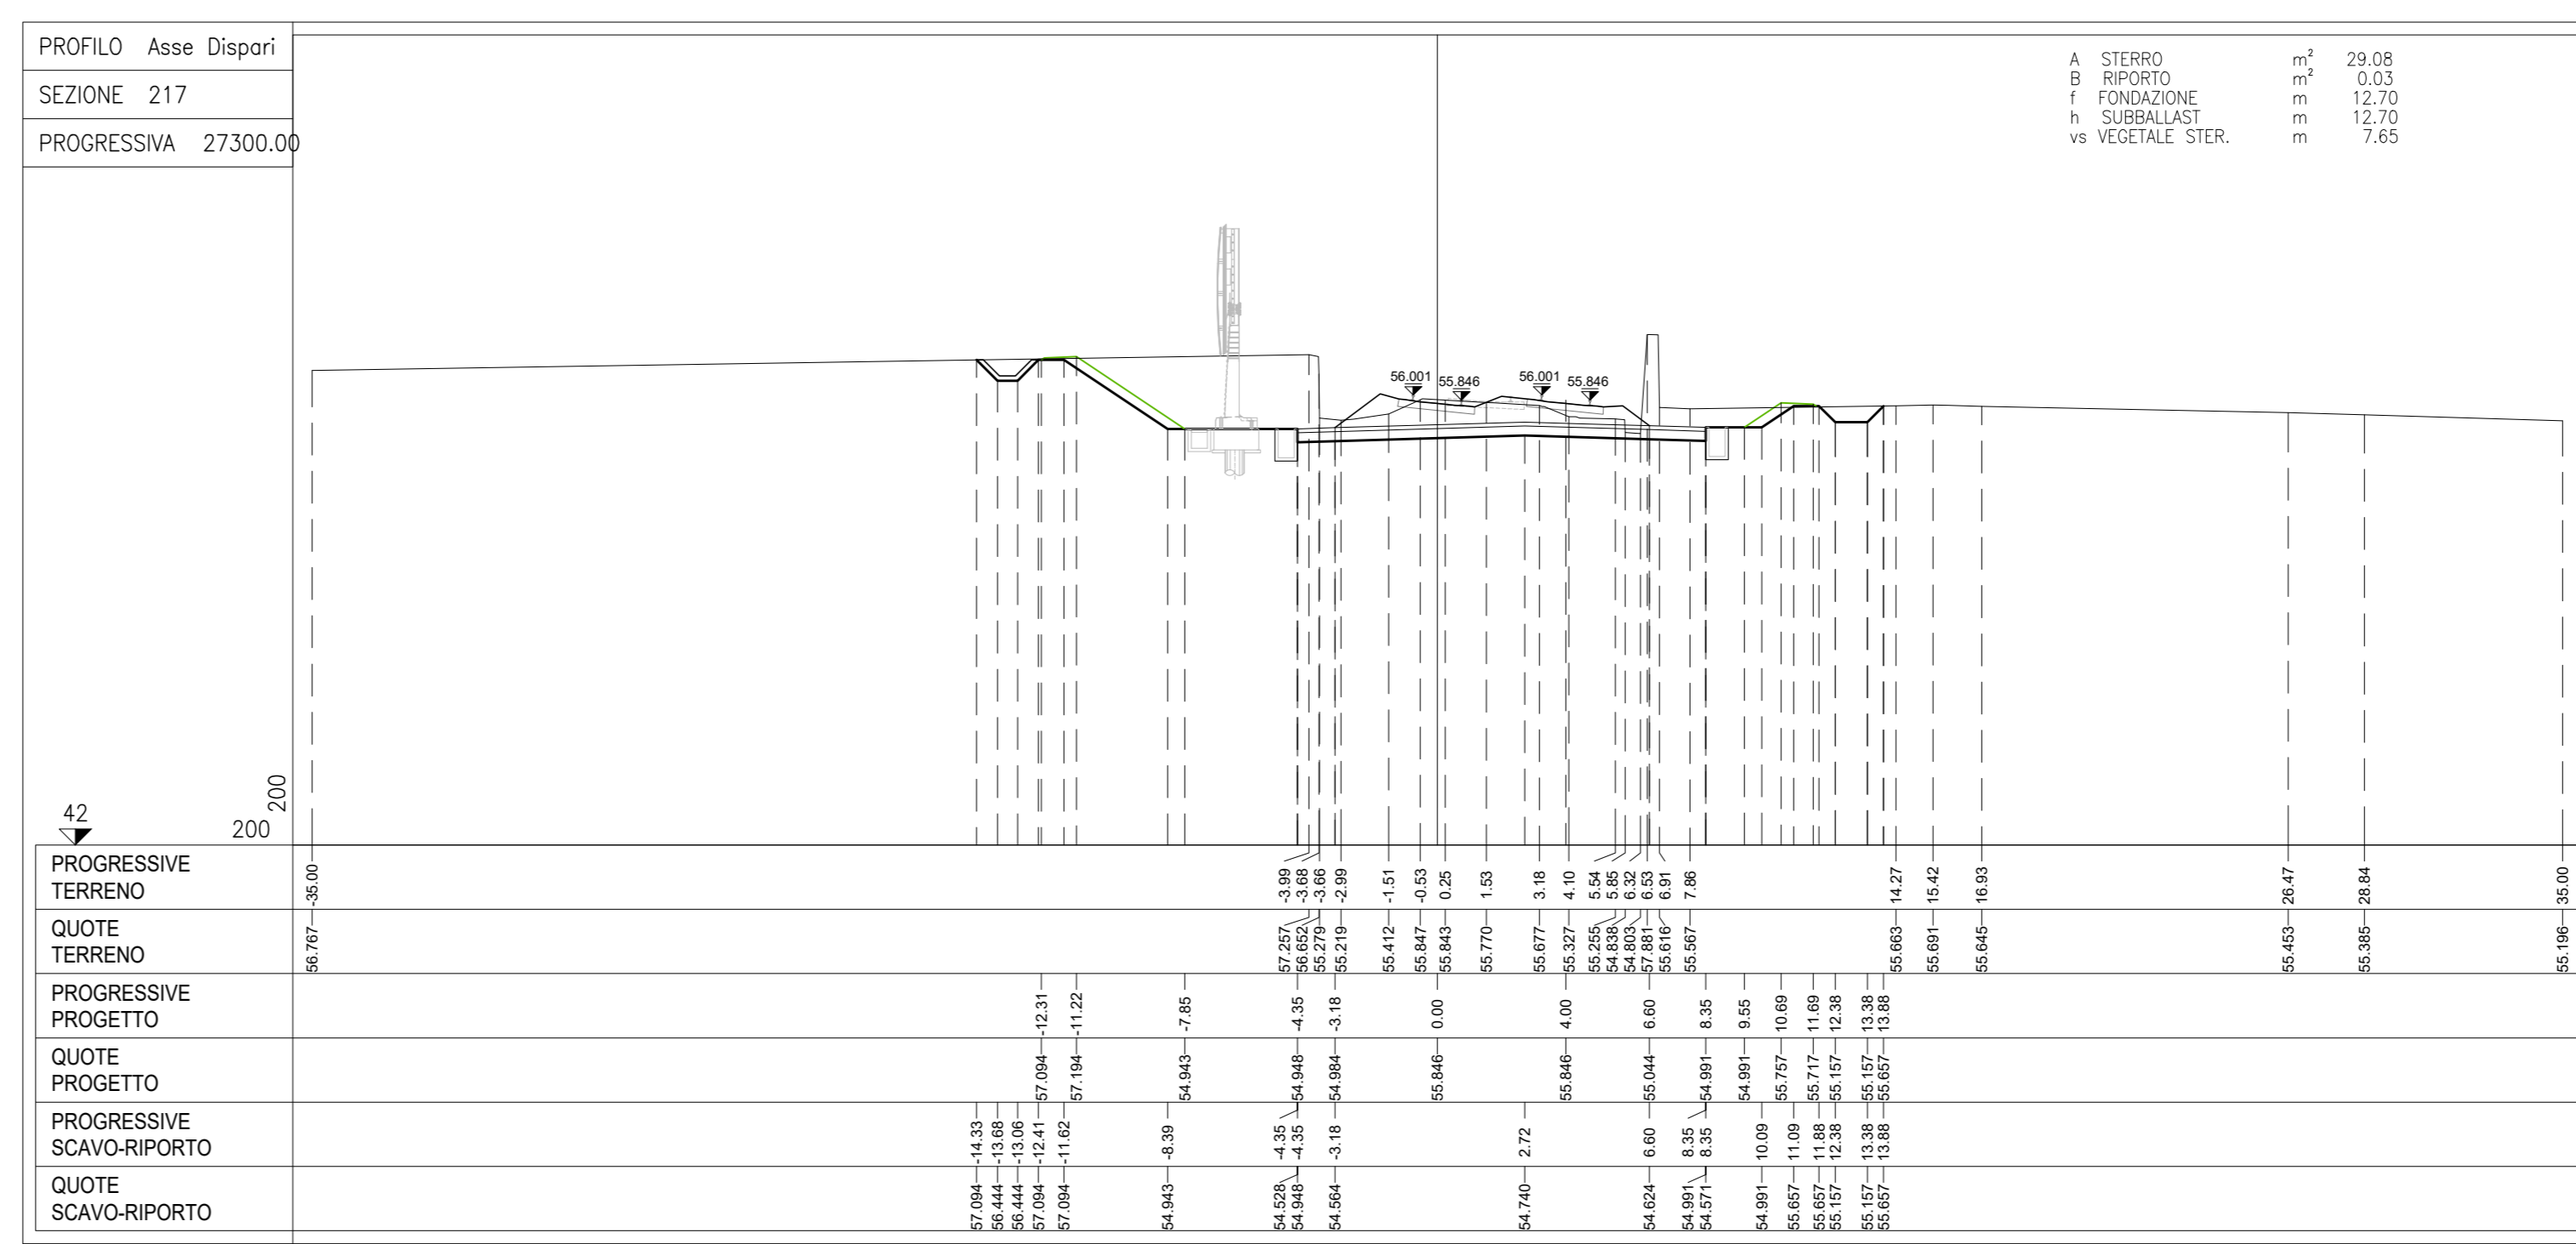 PROFILO Asse Dispari
SEZIONE 217
PROGRESSIVA 27300.00
A STERRO m² 29.08
B RIPORTO m² 0.03
f FONDAZIONE m 12.70
h SUBBALLAST m 12.70
vs VEGETALE STER. m 7.65
56.001 55.846 56.001 55.846
200
42
200
PROGRESSIVE
TERRENO
-35.00 -3.99 -3.68 -3.66 -2.99 -1.51 -0.53 0.25 1.53 3.18 4.10 5.54 5.85 6.32 6.53 6.91 7.86 14.27 15.42 16.93 26.47 28.84 35.00
QUOTE
TERRENO
56.767 57.257 56.652 55.279 55.219 55.412 55.847 55.843 55.770 55.677 55.327 55.255 54.838 54.803 57.881 55.616 55.567 55.663 55.691 55.645 55.453 55.385 55.196
PROGRESSIVE
PROGETTO
-12.31 -11.22 -7.85 -4.35 -3.18 0.00 4.00 6.60 8.35 9.55 10.69 11.69 12.38 13.38 13.88
QUOTE
PROGETTO
57.094 57.194 54.943 54.948 54.984 55.846 55.846 55.044 54.991 54.991 55.757 55.717 55.157 55.157 55.657
PROGRESSIVE
SCAVO-RIPORTO
-14.33 -13.68 -13.06 -12.41 -11.62 -8.39 -4.35 -4.35 -3.18 2.72 6.60 8.35 8.35 10.09 11.09 11.88 12.38 13.38 13.88
QUOTE
SCAVO-RIPORTO
57.094 56.444 56.444 57.094 57.094 54.943 54.528 54.948 54.564 54.740 54.624 54.991 54.571 54.991 55.657 55.657 55.157 55.157 55.657